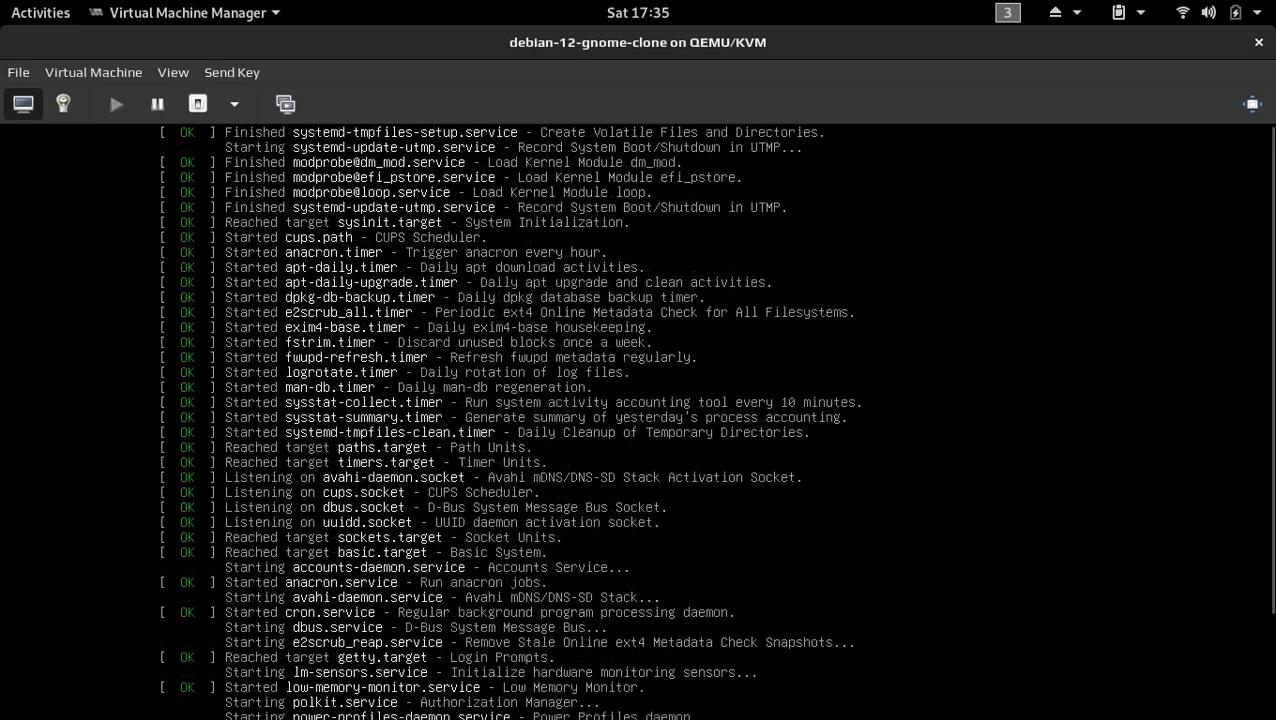 Activities Virtual Machine Manager Sat 17:35 3
debian-12-gnome-clone on QEMU/KVM
File Virtual Machine View Send Key
[ OK ] Finished systemd-tmpfiles-setup.service - Create Volatile Files and Directories.
Starting systemd-update-utmp.service - Record System Boot/Shutdown in UTMP...
[ OK ] Finished modprobe@dm_mod.service - Load Kernel Module dm_mod.
[ OK ] Finished modprobe@efi_pstore.service - Load Kernel Module efi_pstore.
[ OK ] Finished modprobe@loop.service - Load Kernel Module loop.
[ OK ] Finished systemd-update-utmp.service - Record System Boot/Shutdown in UTMP.
[ OK ] Reached target sysinit.target - System Initialization.
[ OK ] Started cups.path - CUPS Scheduler.
[ OK ] Started anacron.timer - Trigger anacron every hour.
[ OK ] Started apt-daily.timer - Daily apt download activities.
[ OK ] Started apt-daily-upgrade.timer - Daily apt upgrade and clean activities.
[ OK ] Started dpkg-db-backup.timer - Daily dpkg database backup timer.
[ OK ] Started e2scrub_all.timer - Periodic ext4 Online Metadata Check for All Filesystems.
[ OK ] Started exim4-base.timer - Daily exim4-base housekeeping.
[ OK ] Started fstrim.timer - Discard unused blocks once a week.
[ OK ] Started fwupd-refresh.timer - Refresh fwupd metadata regularly.
[ OK ] Started logrotate.timer - Daily rotation of log files.
[ OK ] Started man-db.timer - Daily man-db regeneration.
[ OK ] Started sysstat-collect.timer - Run system activity accounting tool every 10 minutes.
[ OK ] Started sysstat-summary.timer - Generate summary of yesterday's process accounting.
[ OK ] Started systemd-tmpfiles-clean.timer - Daily Cleanup of Temporary Directories.
[ OK ] Reached target paths.target - Path Units.
[ OK ] Reached target timers.target - Timer Units.
[ OK ] Listening on avahi-daemon.socket - Avahi mDNS/DNS-SD Stack Activation Socket.
[ OK ] Listening on cups.socket - CUPS Scheduler.
[ OK ] Listening on dbus.socket - D-Bus System Message Bus Socket.
[ OK ] Listening on uuidd.socket - UUID daemon activation socket.
[ OK ] Reached target sockets.target - Socket Units.
[ OK ] Reached target basic.target - Basic System.
Starting accounts-daemon.service - Accounts Service...
[ OK ] Started anacron.service - Run anacron jobs.
Starting avahi-daemon.service - Avahi mDNS/DNS-SD Stack...
[ OK ] Started cron.service - Regular background program processing daemon.
Starting dbus.service - D-Bus System Message Bus...
Starting e2scrub_reap.service - Remove Stale Online ext4 Metadata Check Snapshots...
[ OK ] Reached target getty.target - Login Prompts.
Starting lm-sensors.service - Initialize hardware monitoring sensors...
[ OK ] Started low-memory-monitor.service - Low Memory Monitor.
Starting polkit.service - Authorization Manager...
Starting power-profiles-daemon.service - Power Profiles daemon